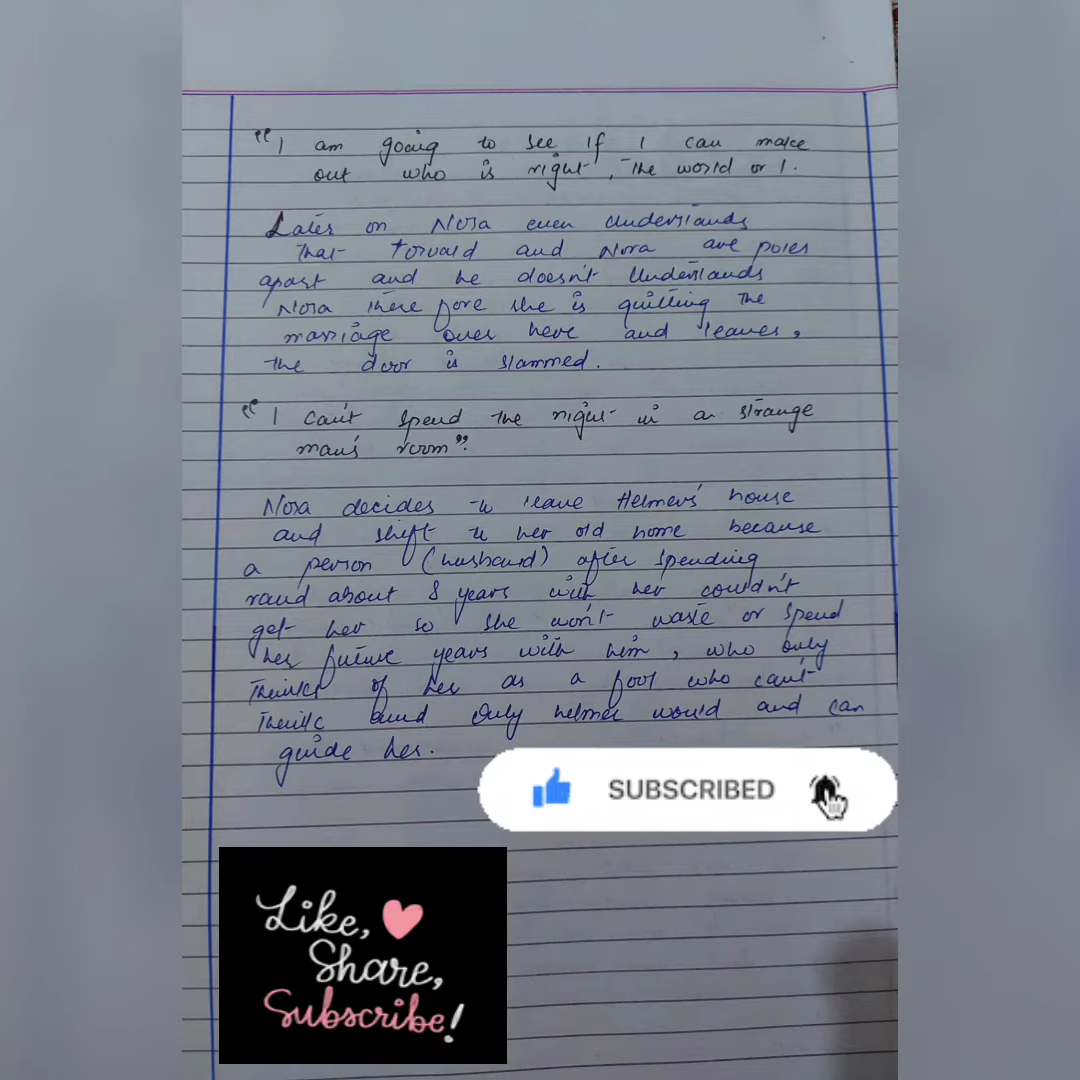 "I am going to see if I can make
out who is right, The world or I.
Later on Nora even understands
That Torvald and Nora are poles
apart and he doesn't Understands
Nora therefore she is quitting the
marriage over here and leaves,
the door is slammed.
"I can't spend the night in a strange
man's room".
Nora decides to leave Helmer's house
and shift to her old home because
a person (husband) after spending
about 8 years with her couldn't
get her so she won't waste or spend
her future years with him, who only
Thinks of her as a fool who can't
Think and Only helmer would and can
guide her.
SUBSCRIBED
Like,
Share,
Subscribe!